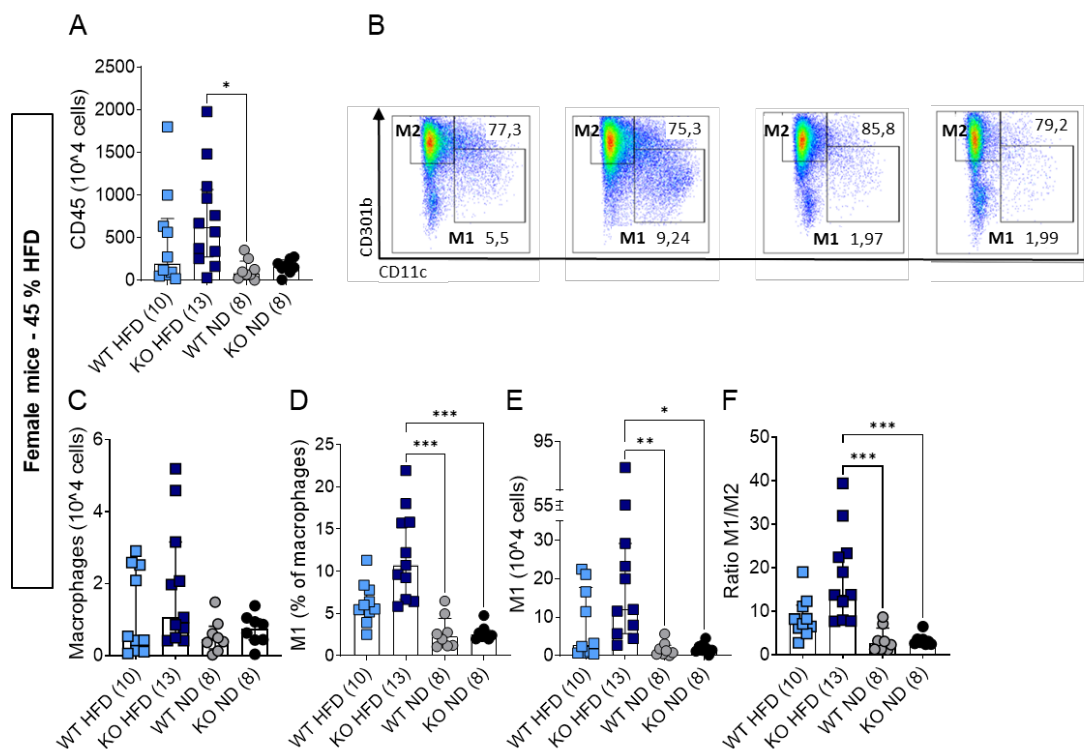 A
B
Female mice - 45 % HFD
CD45 (10^4 cells)
2500
2000
1500
1000
500
0
*
WT HFD (10)
KO HFD (13)
WT ND (8)
KO ND (8)
CD301b
CD11c
M2
77,3
M1 5,5
M2
75,3
M1 9,24
M2
85,8
M1 1,97
M2
79,2
M1 1,99
C
Macrophages (10^4 cells)
6
4
2
0
WT HFD (10)
KO HFD (13)
WT ND (8)
KO ND (8)
D
M1 (% of macrophages)
25
20
15
10
5
0
***
***
WT HFD (10)
KO HFD (13)
WT ND (8)
KO ND (8)
E
M1 (10^4 cells)
95
55
30
20
10
0
*
**
WT HFD (10)
KO HFD (13)
WT ND (8)
KO ND (8)
F
Ratio M1/M2
50
40
30
20
10
0
***
***
WT HFD (10)
KO HFD (13)
WT ND (8)
KO ND (8)